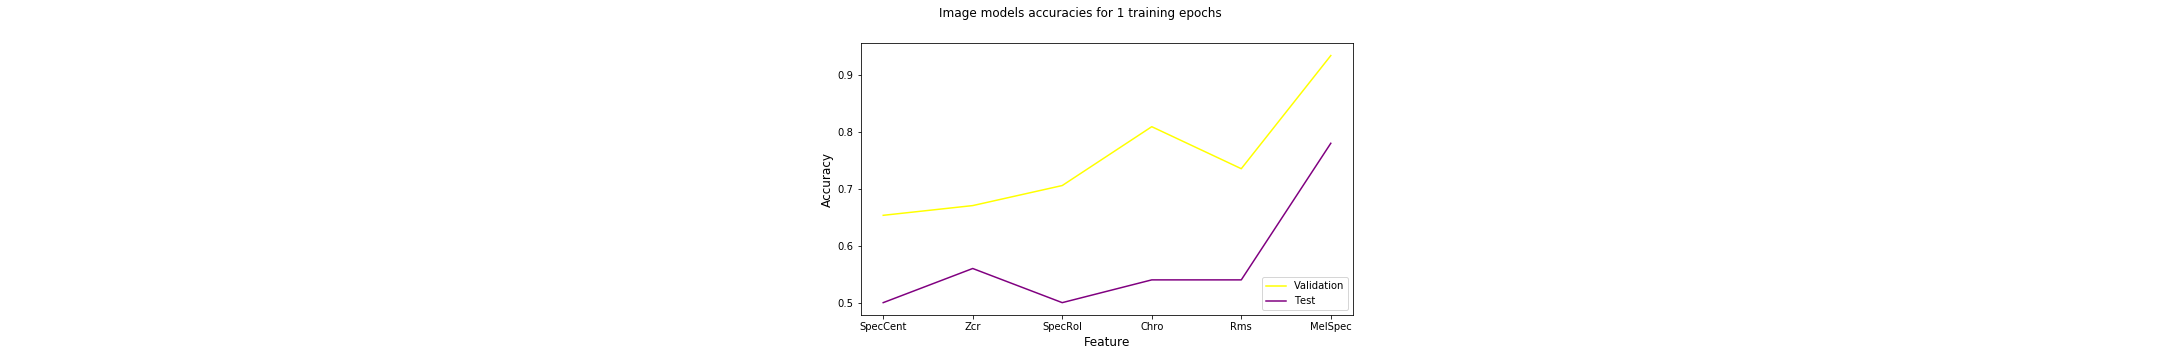 Image models accuracies for 1 training epochs
0.9
0.8
0.7
0.6
0.5
Accuracy
Validation
Test
SpecCent Zcr SpecRol Chro Rms MelSpec
Feature